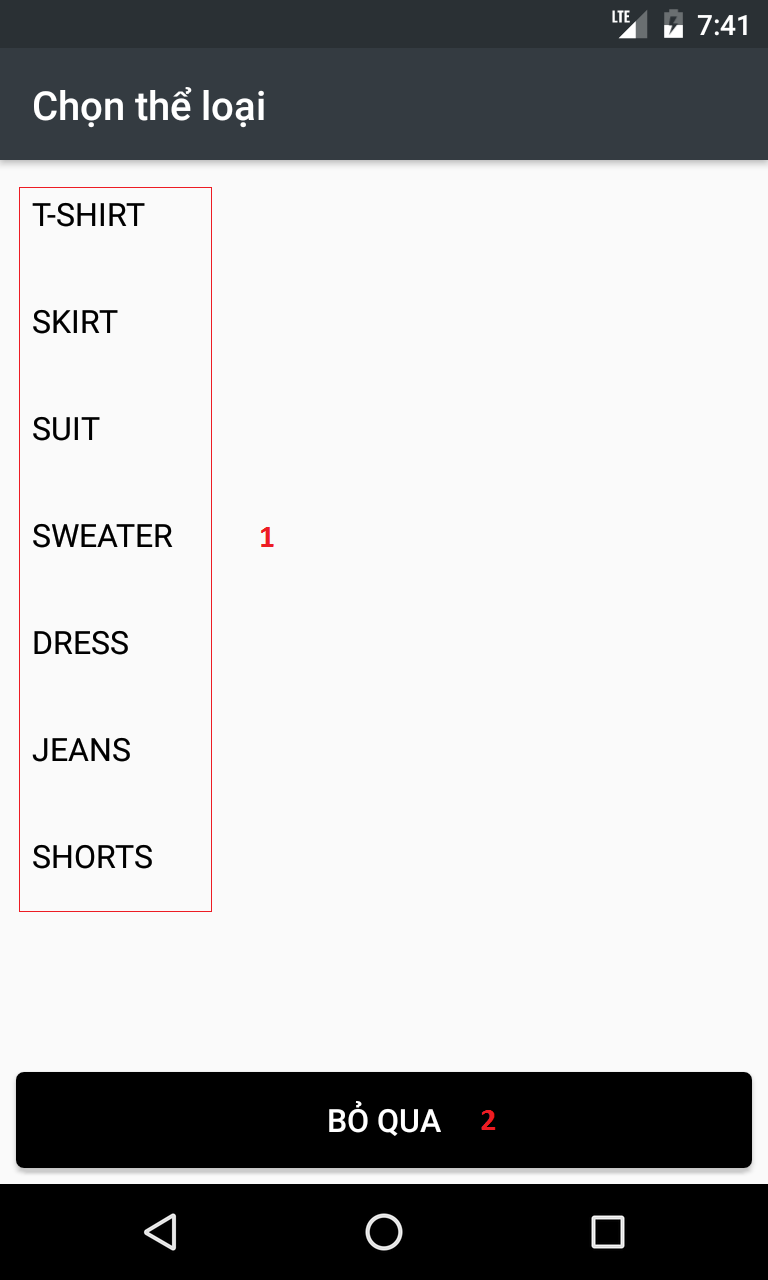 LTE 7:41
Chọn thể loại
T-SHIRT
SKIRT
SUIT
SWEATER 1
DRESS
JEANS
SHORTS
BỎ QUA 2